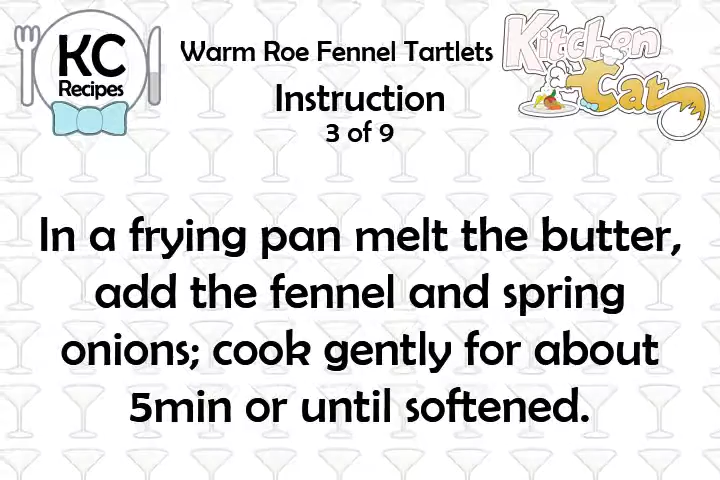 KC
Recipes
Warm Roe Fennel Tartlets
Instruction
3 of 9
Kitchen
Cat
In a frying pan melt the butter,
add the fennel and spring
onions; cook gently for about
5min or until softened.